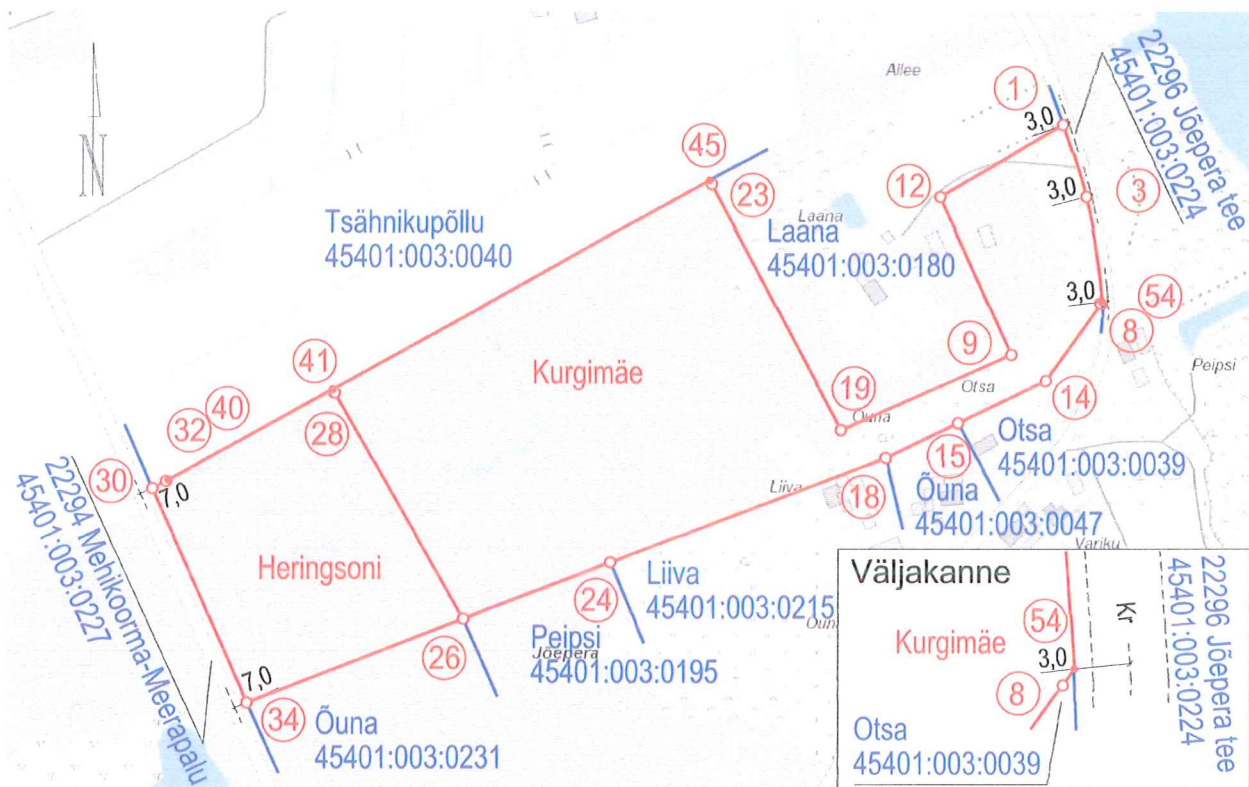 N
Allee
1
3,0
22296 Jõepera tee
45401:003:0224
45
23
12
3,0
3
Tsähnikupõllu
45401:003:0040
Laana
Laana
45401:003:0180
3,0
54
8
41
Kurgimäe
9
Peipsi
28
19
Otsa
14
Õuna
32
40
30
7,0
15
Otsa
45401:003:0039
18
Liiva
Õuna
45401:003:0047
Variku
22294 Mehikoorma-Meerapalu
45401:003:0227
Heringsoni
24
Liiva
45401:003:0215
26
Peipsi
45401:003:0195
Jõepera
7,0
34
Õuna
45401:003:0231
Väljakanne
Kurgimäe
54
Kr
3,0
8
Otsa
45401:003:0039
22296 Jõepera tee
45401:003:0224